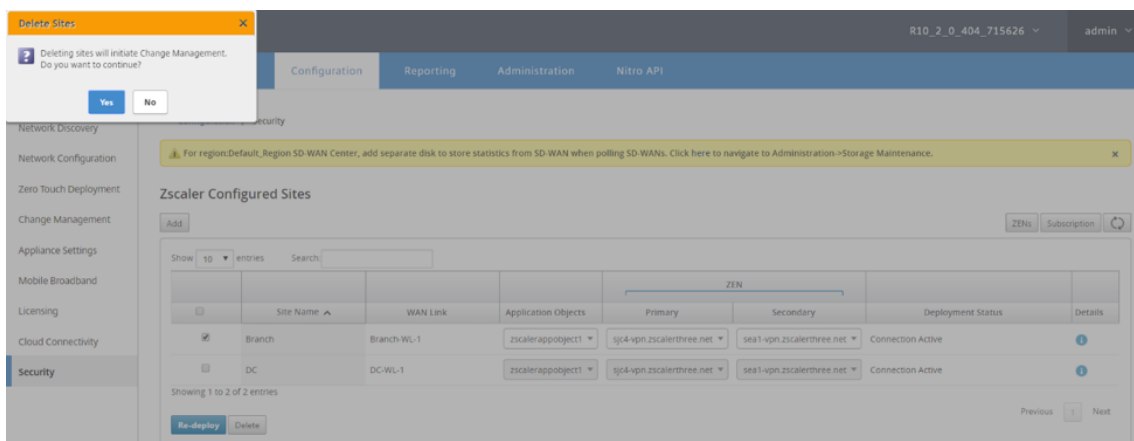 Delete Sites ×
Deleting sites will initiate Change Management.
Do you want to continue?
Yes No
R10_2_0_404_715626 admin
Configuration Reporting Administration Nitro API
Security
Network Discovery
Network Configuration
Zero Touch Deployment
Change Management
Appliance Settings
Mobile Broadband
Licensing
Cloud Connectivity
Security
For region:Default_Region SD-WAN Center, add separate disk to store statistics from SD-WAN when polling SD-WANs. Click here to navigate to Administration->Storage Maintenance. ×
Zscaler Configured Sites
Add ZENs Subscription
Show 10 entries Search:
ZEN
Site Name WAN Link Application Objects Primary Secondary Deployment Status Details
Branch Branch-WL-1 zscalerappobject1 sjc4-vpn.zscalerthree.net sea1-vpn.zscalerthree.net Connection Active
DC DC-WL-1 zscalerappobject1 sjc4-vpn.zscalerthree.net sea1-vpn.zscalerthree.net Connection Active
Showing 1 to 2 of 2 entries
Previous 1 Next
Re-deploy Delete